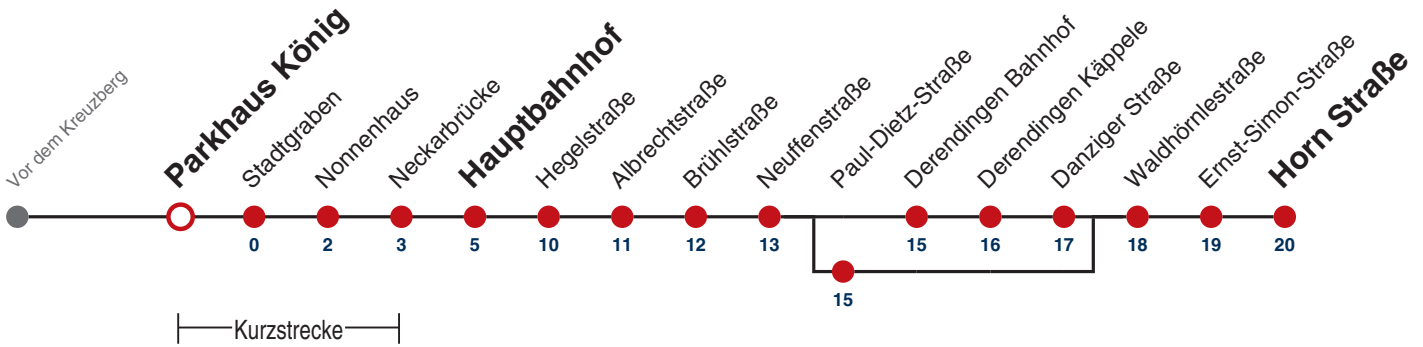 Vor dem Kreuzberg
Parkhaus König
Stadtgraben
Nonnenhaus
Neckarbrücke
Hauptbahnhof
Hegelstraße
Albrechtstraße
Brühlstraße
Neuffenstraße
Paul-Dietz-Straße
Derendingen Bahnhof
Derendingen Käppele
Danziger Straße
Waldhörnlestraße
Ernst-Simon-Straße
Horn Straße
0 2 3 5 10 11 12 13 15 16 17 18 19 20
15
Kurzstrecke